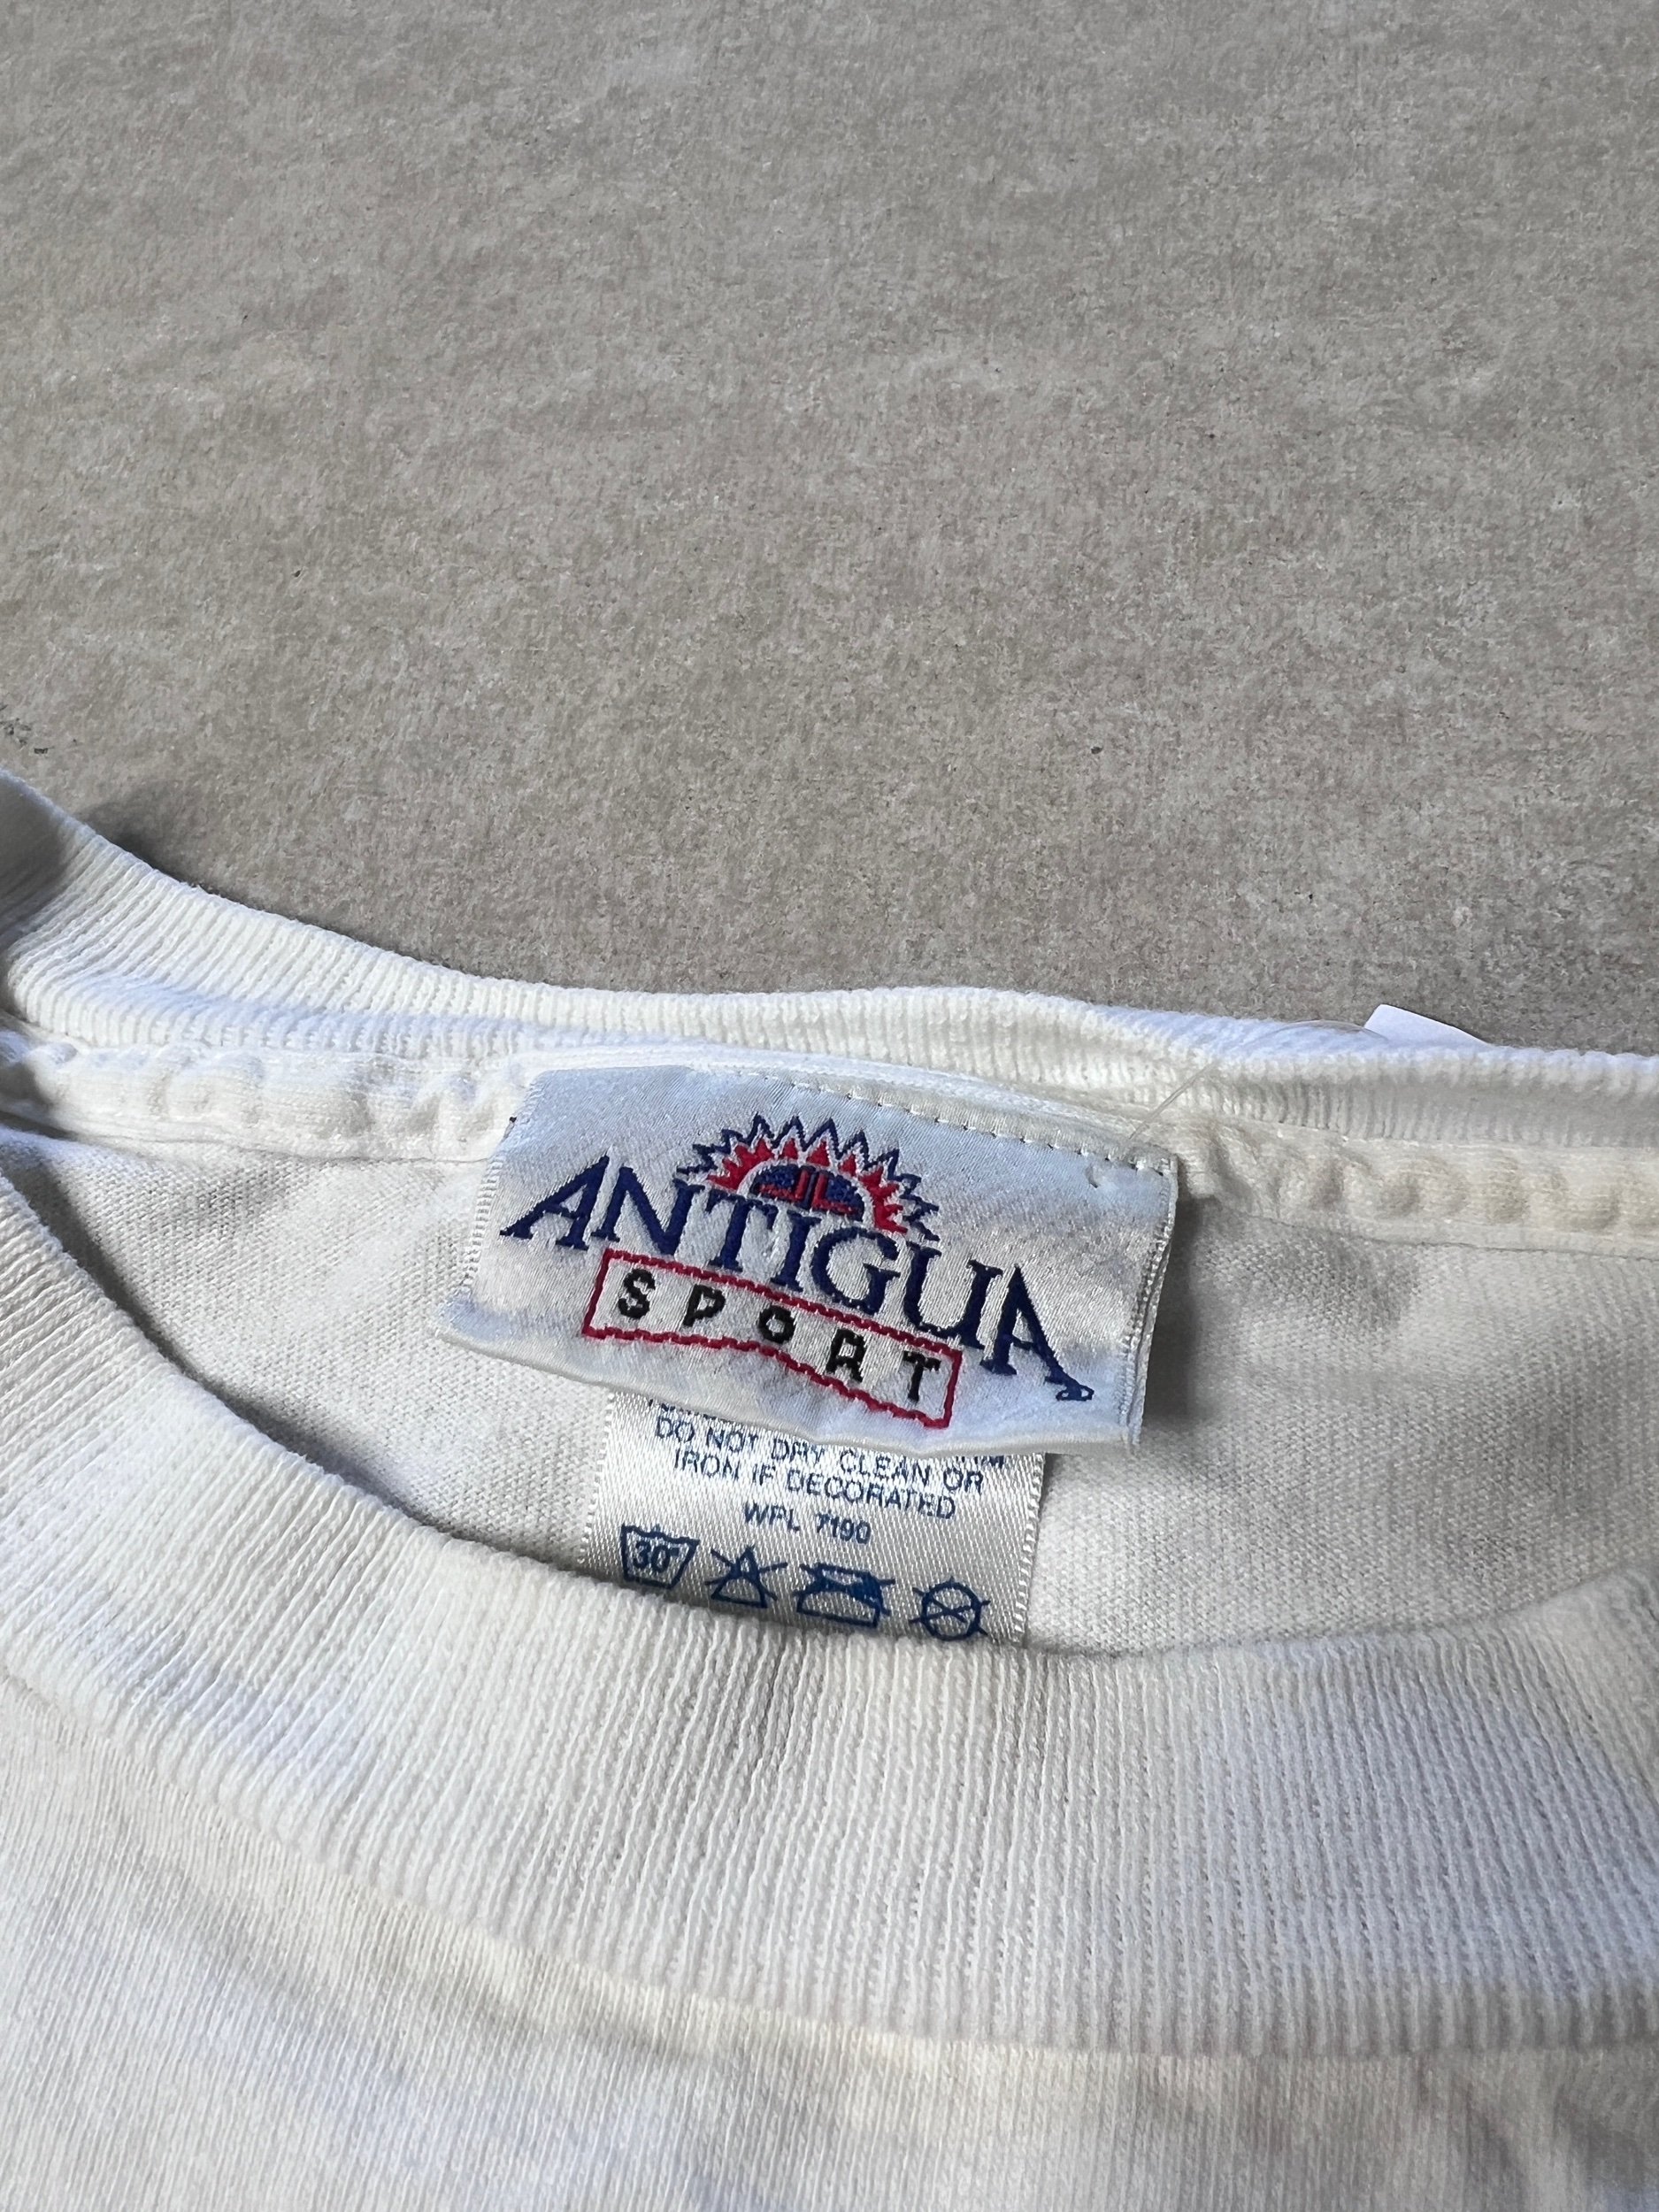 ANTIGUA
SPORT
DO NOT DRY CLEAN OR
IRON IF DECORATED
WPL 7190
30°